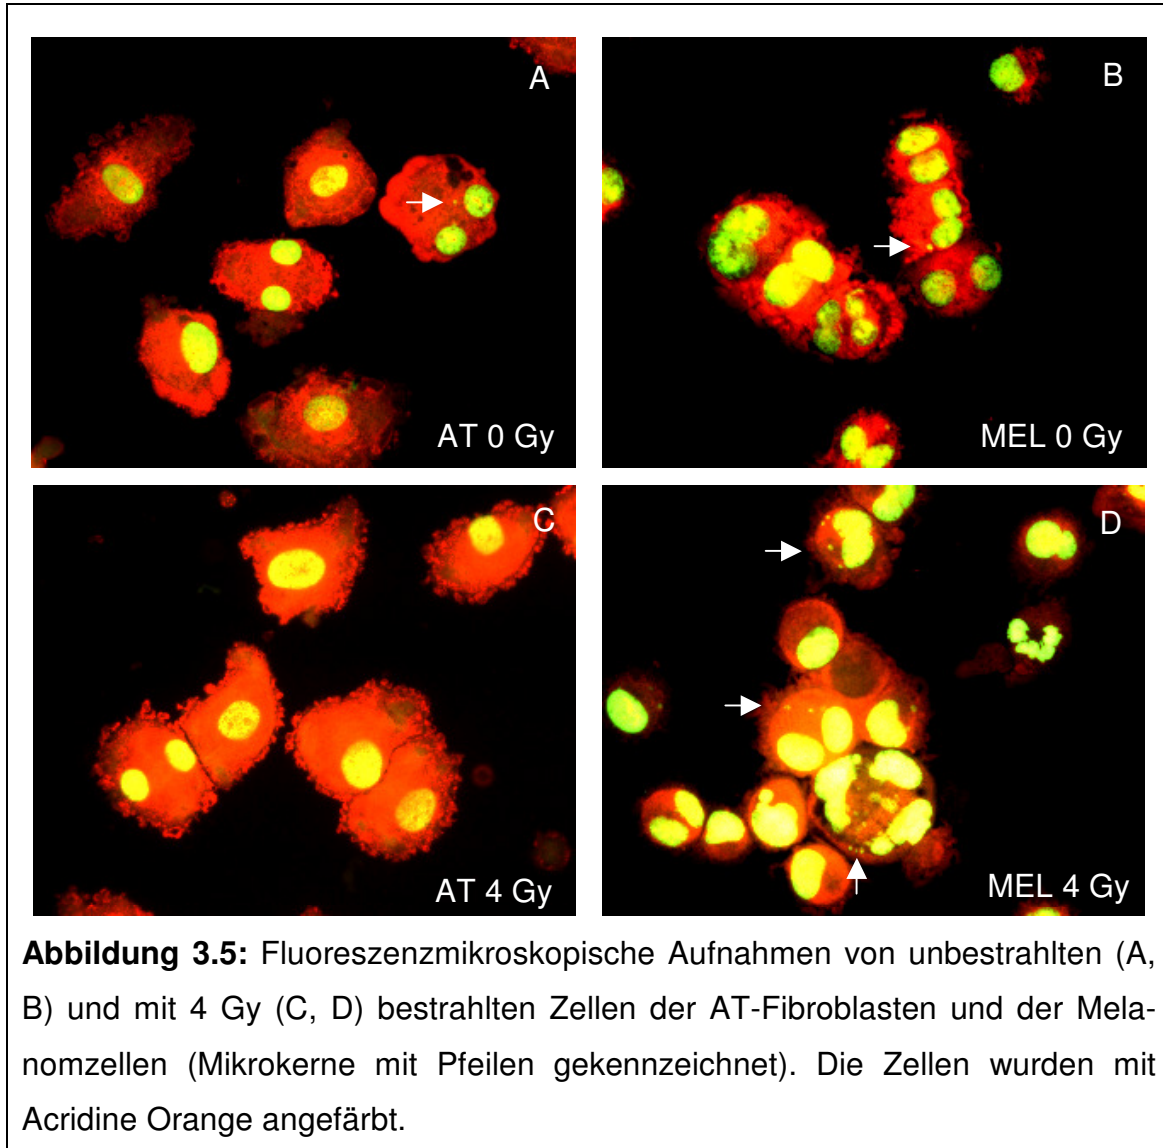 A
B
AT 0 Gy
MEL 0 Gy
C
D
AT 4 Gy
MEL 4 Gy
Abbildung 3.5: Fluoreszenzmikroskopische Aufnahmen von unbestrahlten (A,
B) und mit 4 Gy (C, D) bestrahlten Zellen der AT-Fibroblasten und der Mela-
nomzellen (Mikrokerne mit Pfeilen gekennzeichnet). Die Zellen wurden mit
Acridine Orange angefärbt.